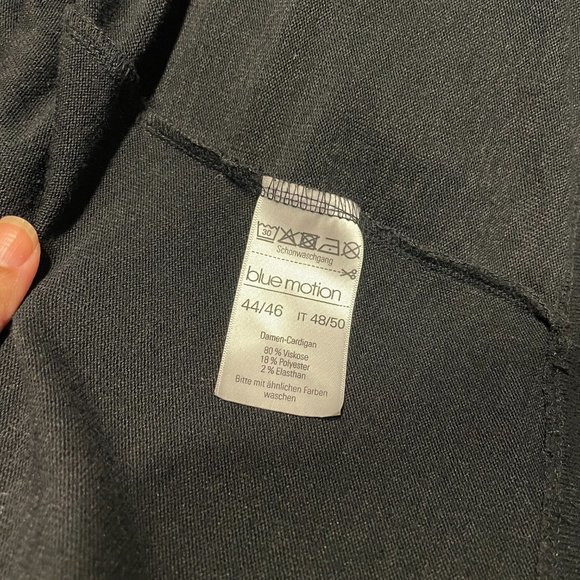 30
Schonwaschgang
blue motion
44/46 IT 48/50
Damen-Cardigan
80 % Viskose
18 % Polyester
2 % Elasthan
Bitte mit ähnlichen Farben
waschen